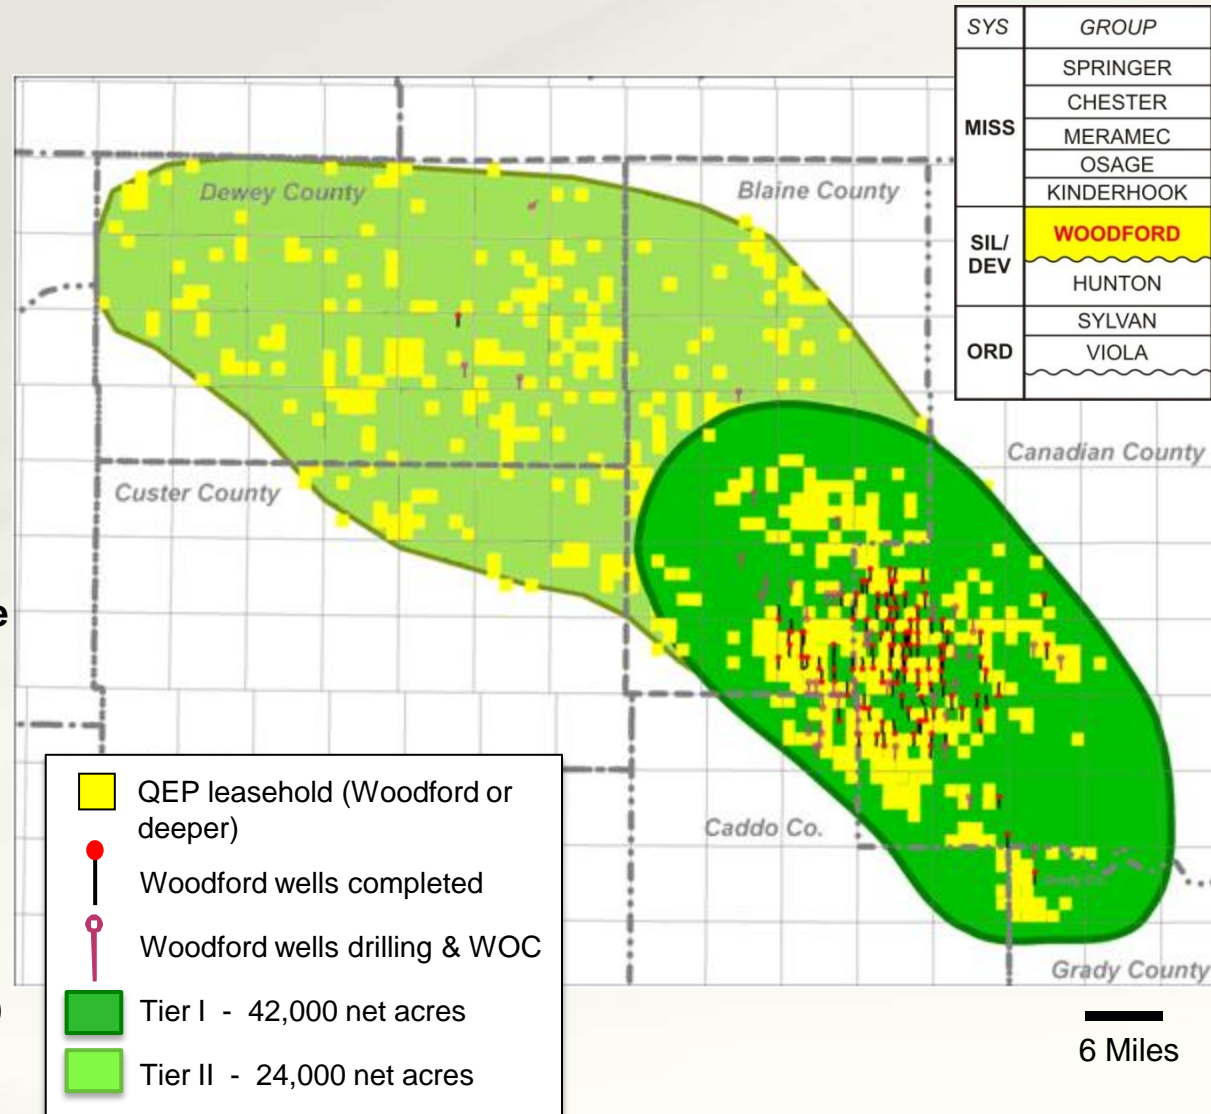 SYS GROUP
MISS
SPRINGER
CHESTER
MERAMEC
OSAGE
KINDERHOOK
SIL/
DEV
WOODFORD
HUNTON
ORD
SYLVAN
VIOLA
Dewey County
Blaine County
Canadian County
Custer County
e
Caddo Co.
Grady County
QEP leasehold (Woodford or
deeper)
Woodford wells completed
Woodford wells drilling & WOC
)
Tier I - 42,000 net acres
Tier II - 24,000 net acres
6 Miles